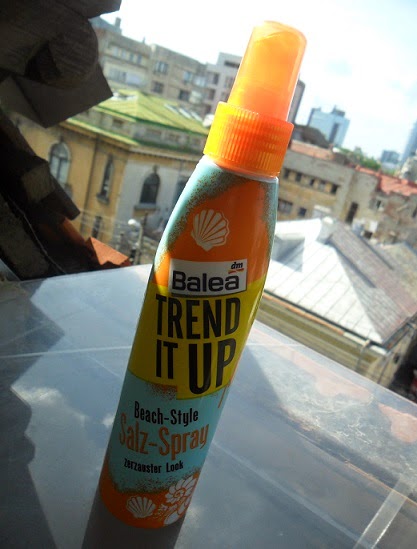 dm
Balea
TREND
IT UP
Beach-Style
Salz-Spray
zerzauster Look